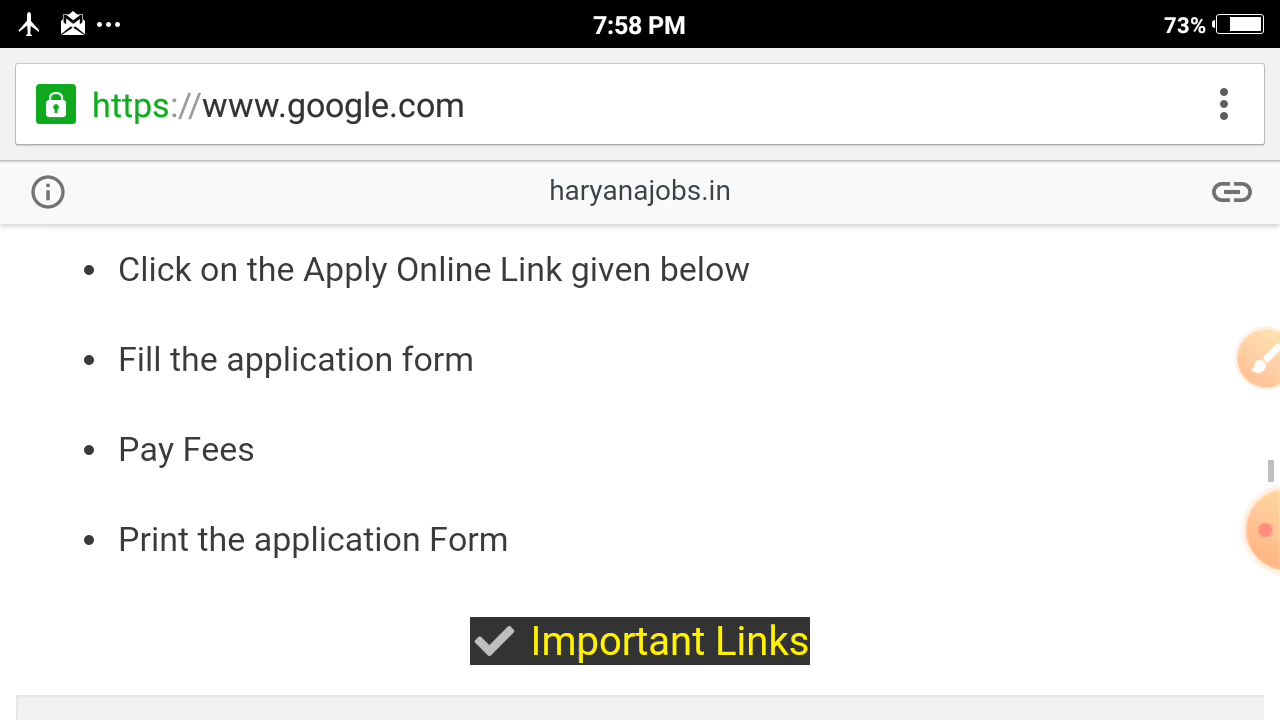 7:58 PM
73%
https://www.google.com
haryanajobs.in
• Click on the Apply Online Link given below
• Fill the application form
• Pay Fees
• Print the application Form
✔ Important Links